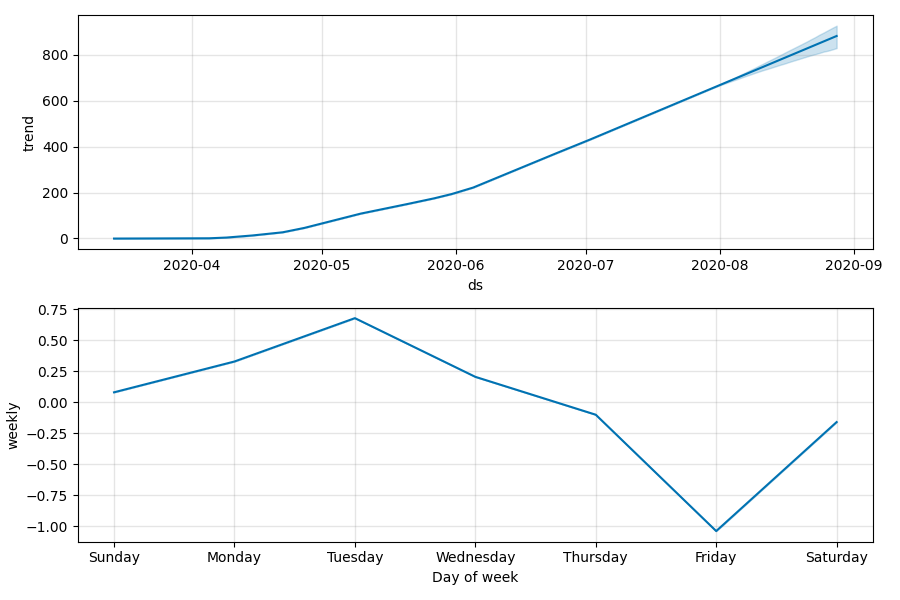 800
600
400
200
0
trend
2020-04 2020-05 2020-06 2020-07 2020-08 2020-09
ds
0.75
0.50
0.25
0.00
−0.25
−0.50
−0.75
−1.00
weekly
Sunday Monday Tuesday Wednesday Thursday Friday Saturday
Day of week